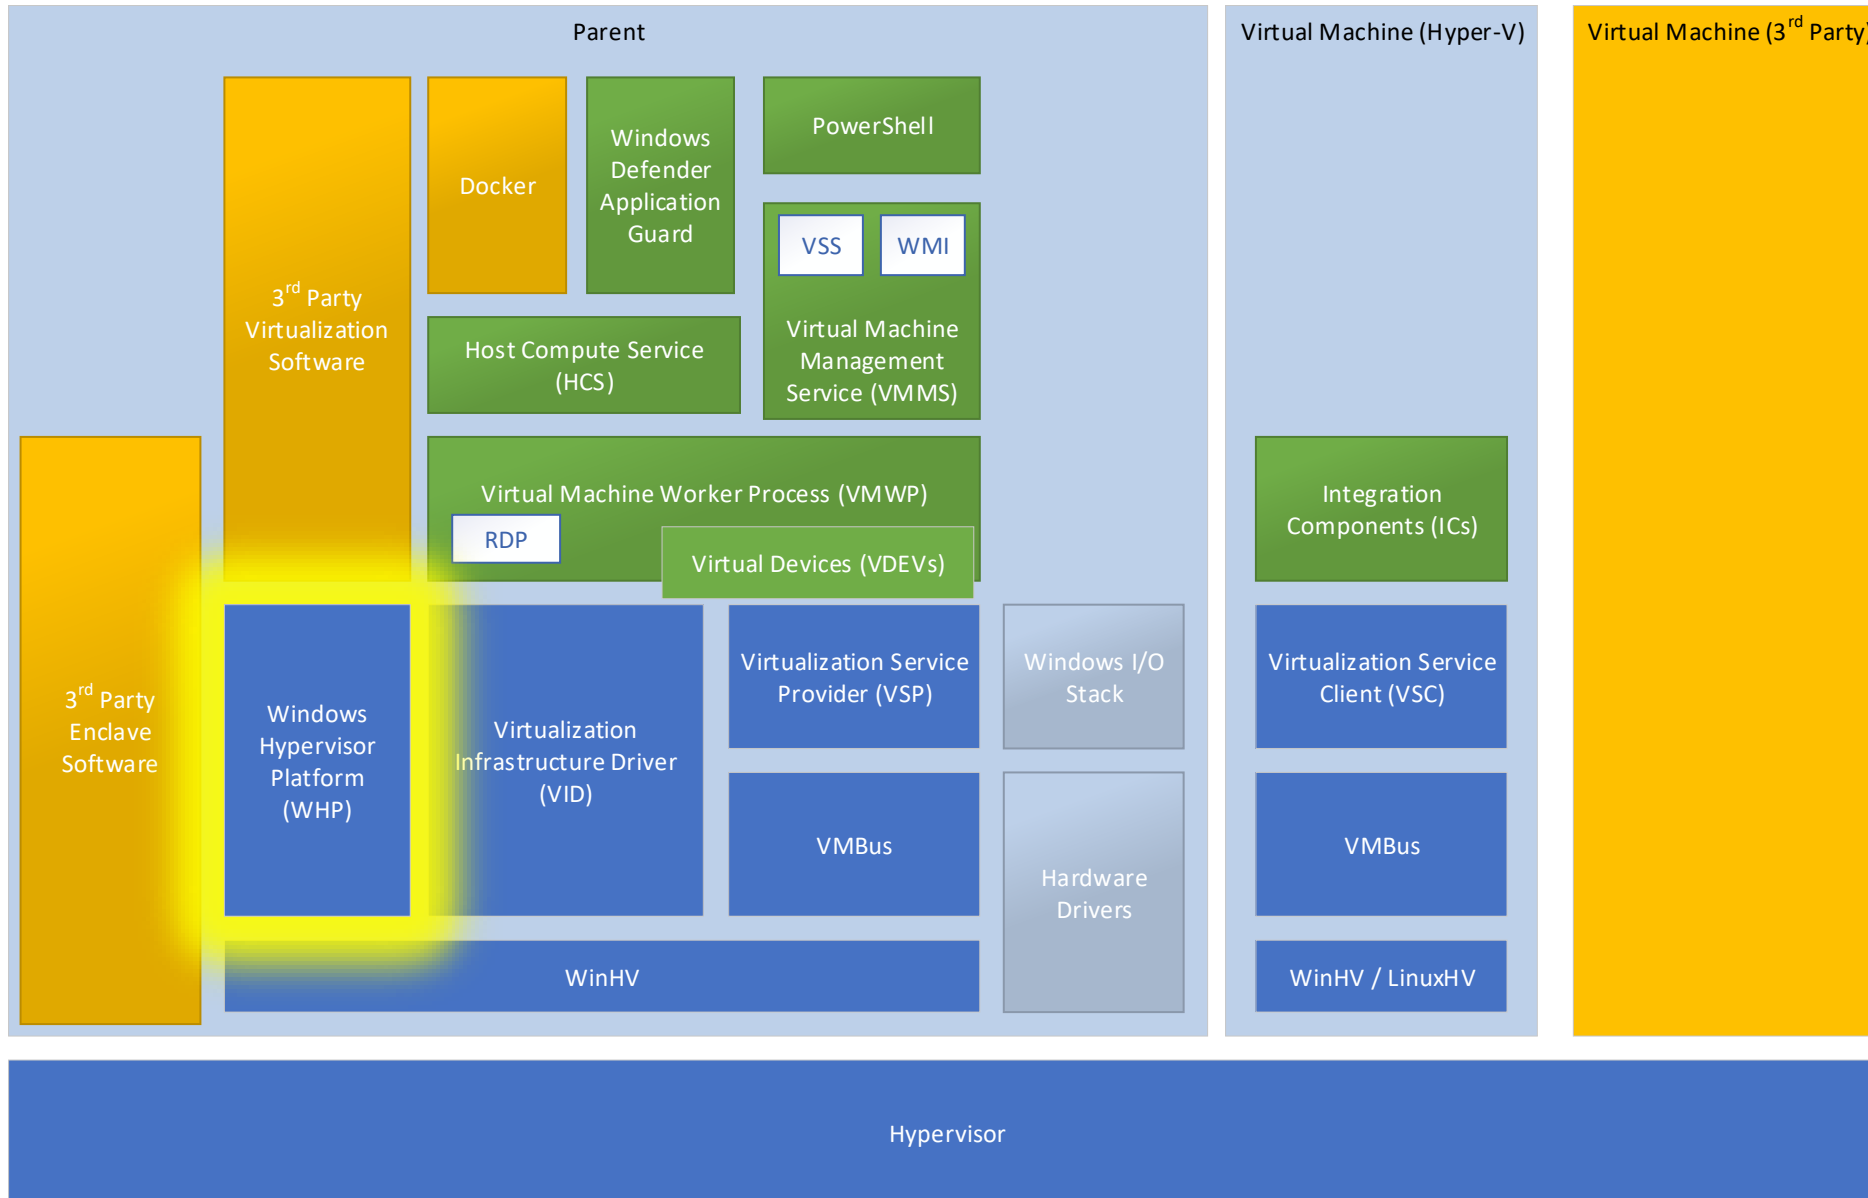 Parent
Virtual Machine (Hyper-V)
Virtual Machine (3rd Party)
3rd Party
Virtualization
Software
Docker
Windows
Defender
Application
Guard
PowerShell
VSS
WMI
Virtual Machine
Management
Service (VMMS)
Host Compute Service
(HCS)
Virtual Machine Worker Process (VMWP)
RDP
Virtual Devices (VDEVs)
Integration
Components (ICs)
3rd Party
Enclave
Software
Windows
Hypervisor
Platform
(WHP)
Virtualization
Infrastructure Driver
(VID)
Virtualization Service
Provider (VSP)
Windows I/O
Stack
Virtualization Service
Client (VSC)
VMBus
Hardware
Drivers
VMBus
WinHV
WinHV / LinuxHV
Hypervisor